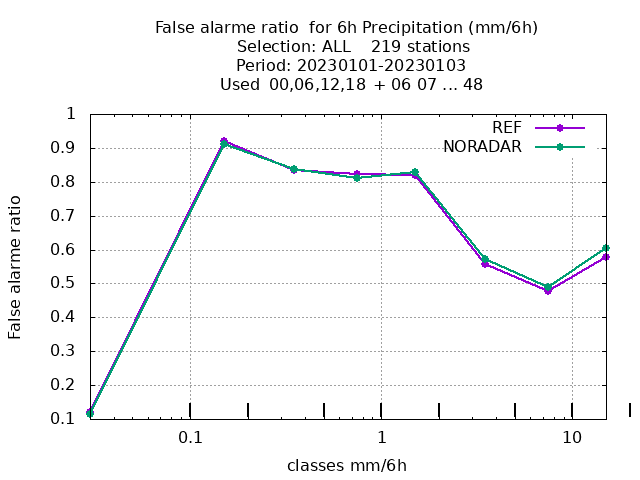 False alarme ratio  for 6h Precipitation (mm/6h)
Selection: ALL    219 stations
Period: 20230101-20230103
Used  00,06,12,18  + 06 07 ... 48
REF
NORADAR
1
0.9
0.8
0.7
0.6
0.5
0.4
0.3
0.2
0.1
False alarme ratio
0.1
1
10
classes mm/6h